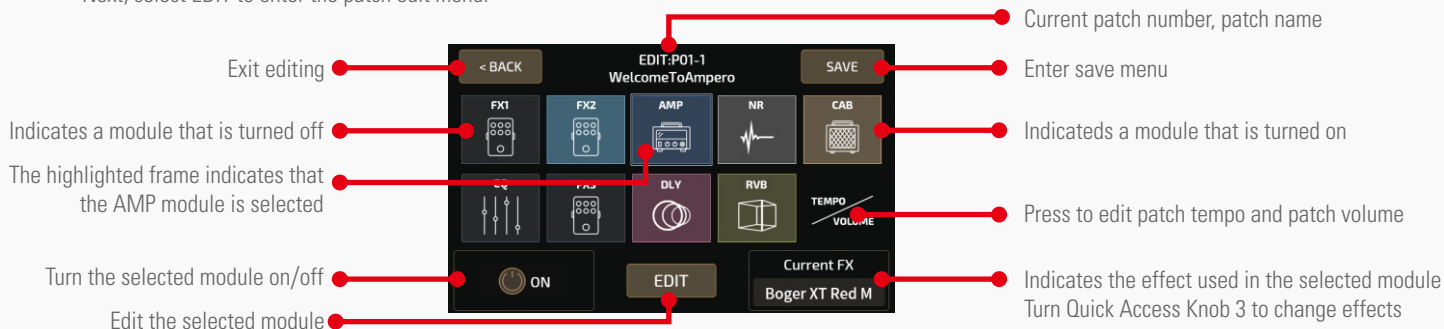 Next, select EDIT to enter the patch edit menu.
Current patch number, patch name
Exit editing
< BACK
EDIT:P01-1
WelcomeToAmpero
SAVE
Enter save menu
Indicates a module that is turned off
FX1
FX2
AMP
NR
CAB
Indicateds a module that is turned on
The highlighted frame indicates that
the AMP module is selected
EQ
FX3
DLY
RVB
TEMPO
VOLUME
Press to edit patch tempo and patch volume
Turn the selected module on/off
ON
EDIT
Current FX
Boger XT Red M
Indicates the effect used in the selected module
Turn Quick Access Knob 3 to change effects
Edit the selected module